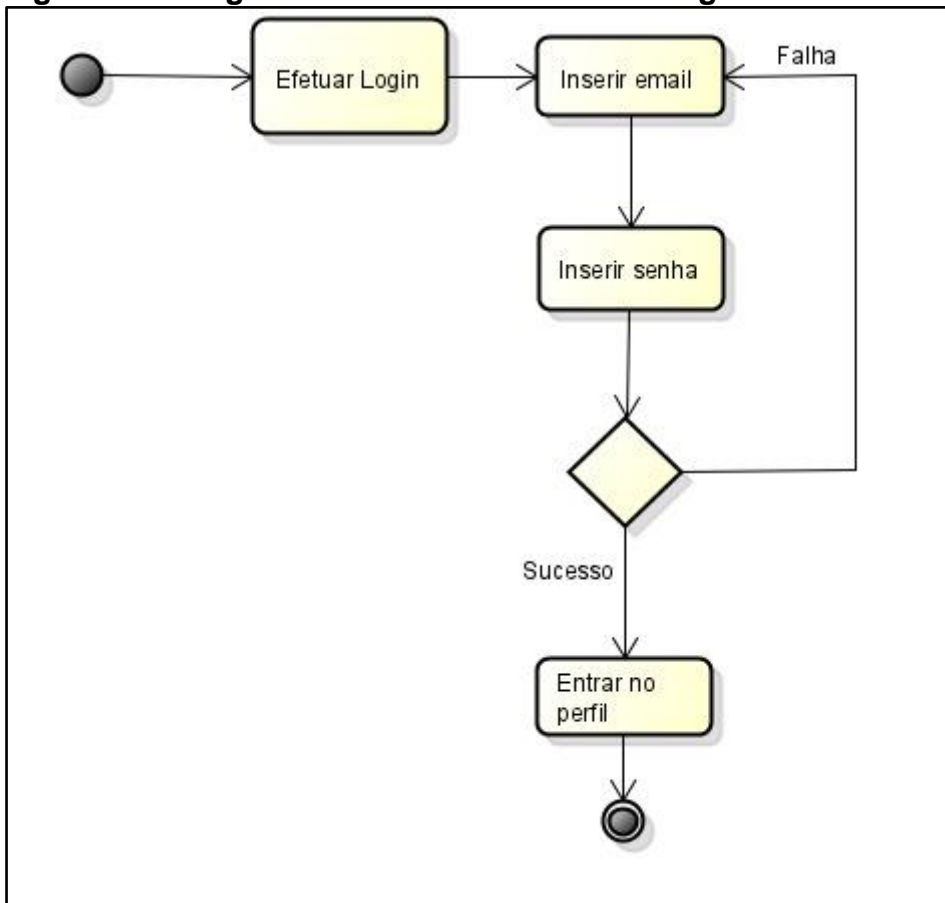 Efetuar Login
Inserir email
Falha
Inserir senha
Sucesso
Entrar no
perfil